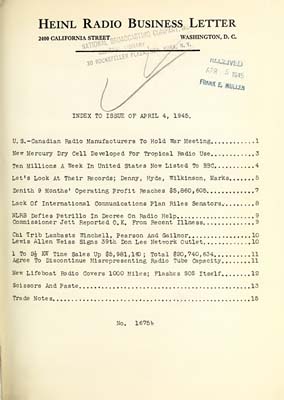 HEINL RADIO BUSINESS LETTER
2400 CALIFORNIA STREET WASHINGTON, D. C.
NATIONAL BROADCASTING COMPANY, INC.
30 ROCKEFELLER PLAZA, NEW YORK, N. Y.
RECEIVED
APR 5 1945
FRANK E. MULLEN
INDEX TO ISSUE OF APRIL 4, 1945.
U.S.-Canadian Radio Manufacturers To Hold War Meeting............1
New Mercury Dry Cell Developed For Tropical Radio Use............3
Ten Millions A Week In United States Now Listed To BBC...........4
Let's Look At Their Records; Denny, Hyde, Wilkinson, Marks.......5
Zenith 9 Months' Operating Profit Reaches $5,860,605.............7
Lack Of International Communications Plan Riles Senators.........8
WLRB Defies Petrillo In Decree On Radio Help.....................9
Commissioner Jett Reported O.K. From Recent Illness..............9
Chi Trib Lambasts Winchell, Pearson And Gailmor.................10
Lewis Allen Weiss Signs 39th Don Lee Network Outlet.............10
Time Sales Up $5,981,140; Total $20,740,634.......11
Agree To Discontinue Misrepresenting Radio Tube Capacity........11
New Lifeboat Radio Covers 1000 Miles; Flashes SOS Itself........12
Scissors And Paste..............................................13
Trade Notes.....................................................15
No. 1675b